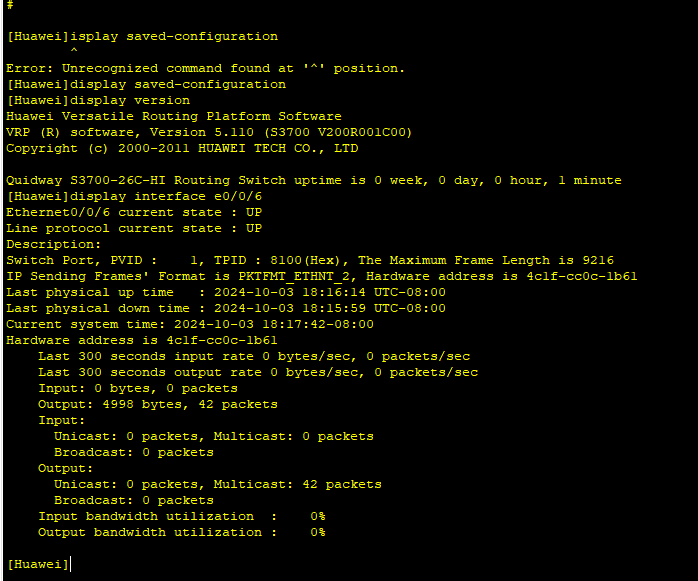 #
[Huawei]isplay saved-configuration
        ^
Error: Unrecognized command found at '^' position.
[Huawei]display saved-configuration
[Huawei]display version
Huawei Versatile Routing Platform Software
VRP (R) software, Version 5.110 (S3700 V200R001C00)
Copyright (c) 2000-2011 HUAWEI TECH CO., LTD
Quidway S3700-26C-HI Routing Switch uptime is 0 week, 0 day, 0 hour, 1 minute
[Huawei]display interface e0/0/6
Ethernet0/0/6 current state : UP
Line protocol current state : UP
Description:
Switch Port, PVID :    1, TPID : 8100(Hex), The Maximum Frame Length is 9216
IP Sending Frames' Format is PKTFMT_ETHNT_2, Hardware address is 4c1f-cc0c-1b61
Last physical up time   : 2024-10-03 18:16:14 UTC-08:00
Last physical down time : 2024-10-03 18:15:59 UTC-08:00
Current system time: 2024-10-03 18:17:42-08:00
Hardware address is 4c1f-cc0c-1b61
    Last 300 seconds input rate 0 bytes/sec, 0 packets/sec
    Last 300 seconds output rate 0 bytes/sec, 0 packets/sec
    Input: 0 bytes, 0 packets
    Output: 4998 bytes, 42 packets
    Input:
      Unicast: 0 packets, Multicast: 0 packets
      Broadcast: 0 packets
    Output:
      Unicast: 0 packets, Multicast: 42 packets
      Broadcast: 0 packets
    Input bandwidth utilization  :    0%
    Output bandwidth utilization :    0%
[Huawei]